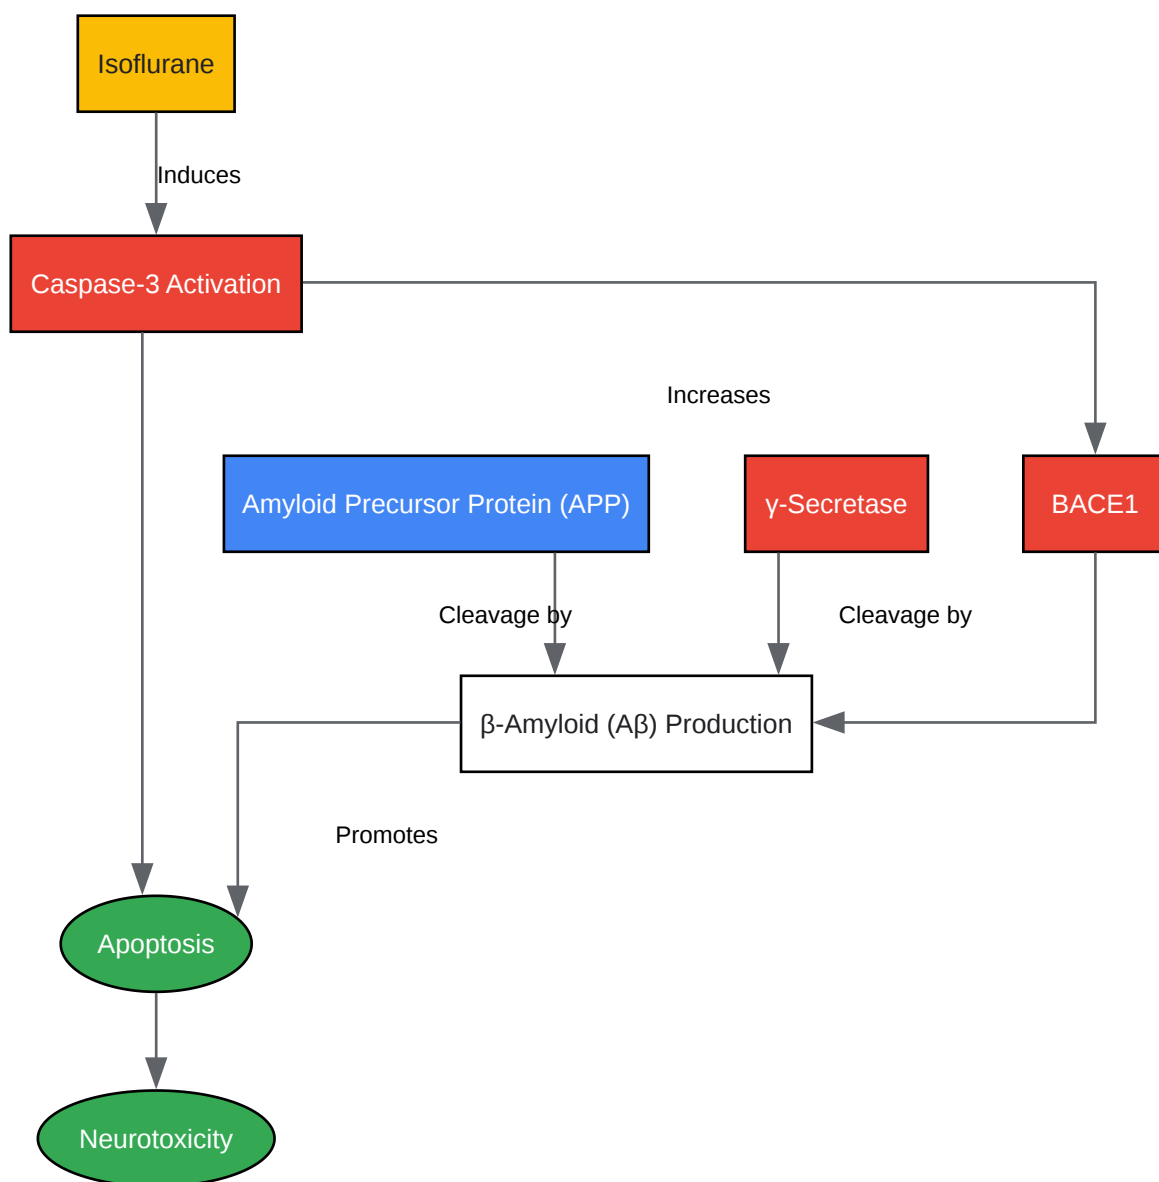 Isoflurane
Induces
Caspase-3 Activation
Increases
Amyloid Precursor Protein (APP)
γ-Secretase
BACE1
Cleavage by
Cleavage by
β-Amyloid (Aβ) Production
Promotes
Apoptosis
Neurotoxicity